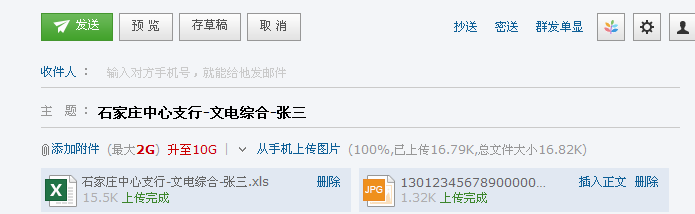 发送 预览 存草稿 取消 抄送 密送 群发单显
收件人： 输入对方手机号，就能给他发邮件
主 题： 石家庄中心支行-文电综合-张三
添加附件 (最大2G) 升至10G | 从手机上传图片 (100%,已上传16.79K,总文件大小16.82K)
石家庄中心支行-文电综合-张三.xls 删除 JPG 13012345678900000... 插入正文 删除
15.5K 上传完成 1.32K 上传完成